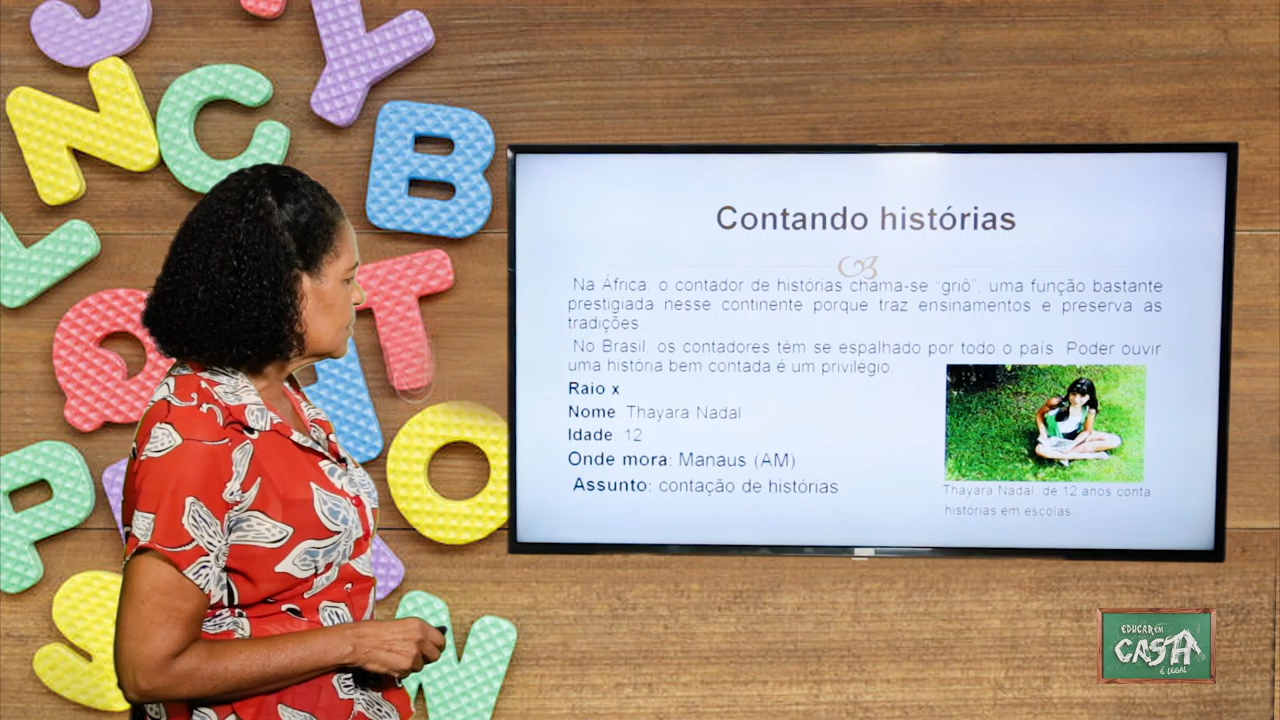 Contando histórias
Na África, o contador de histórias chama-se "griô", uma função bastante
prestigiada nesse continente porque traz ensinamentos e preserva as
tradições.
No Brasil, os contadores têm se espalhado por todo o país. Poder ouvir
uma história bem contada é um privilégio.
Raio x
Nome: Thayara Nadal
Idade: 12
Onde mora: Manaus (AM)
Assunto: contação de histórias
Thayara Nadal, de 12 anos conta
histórias em escolas.
J
Y
N
C
B
L
T
Q
O
P
EDUCAR EM
CASA
É LEGAL